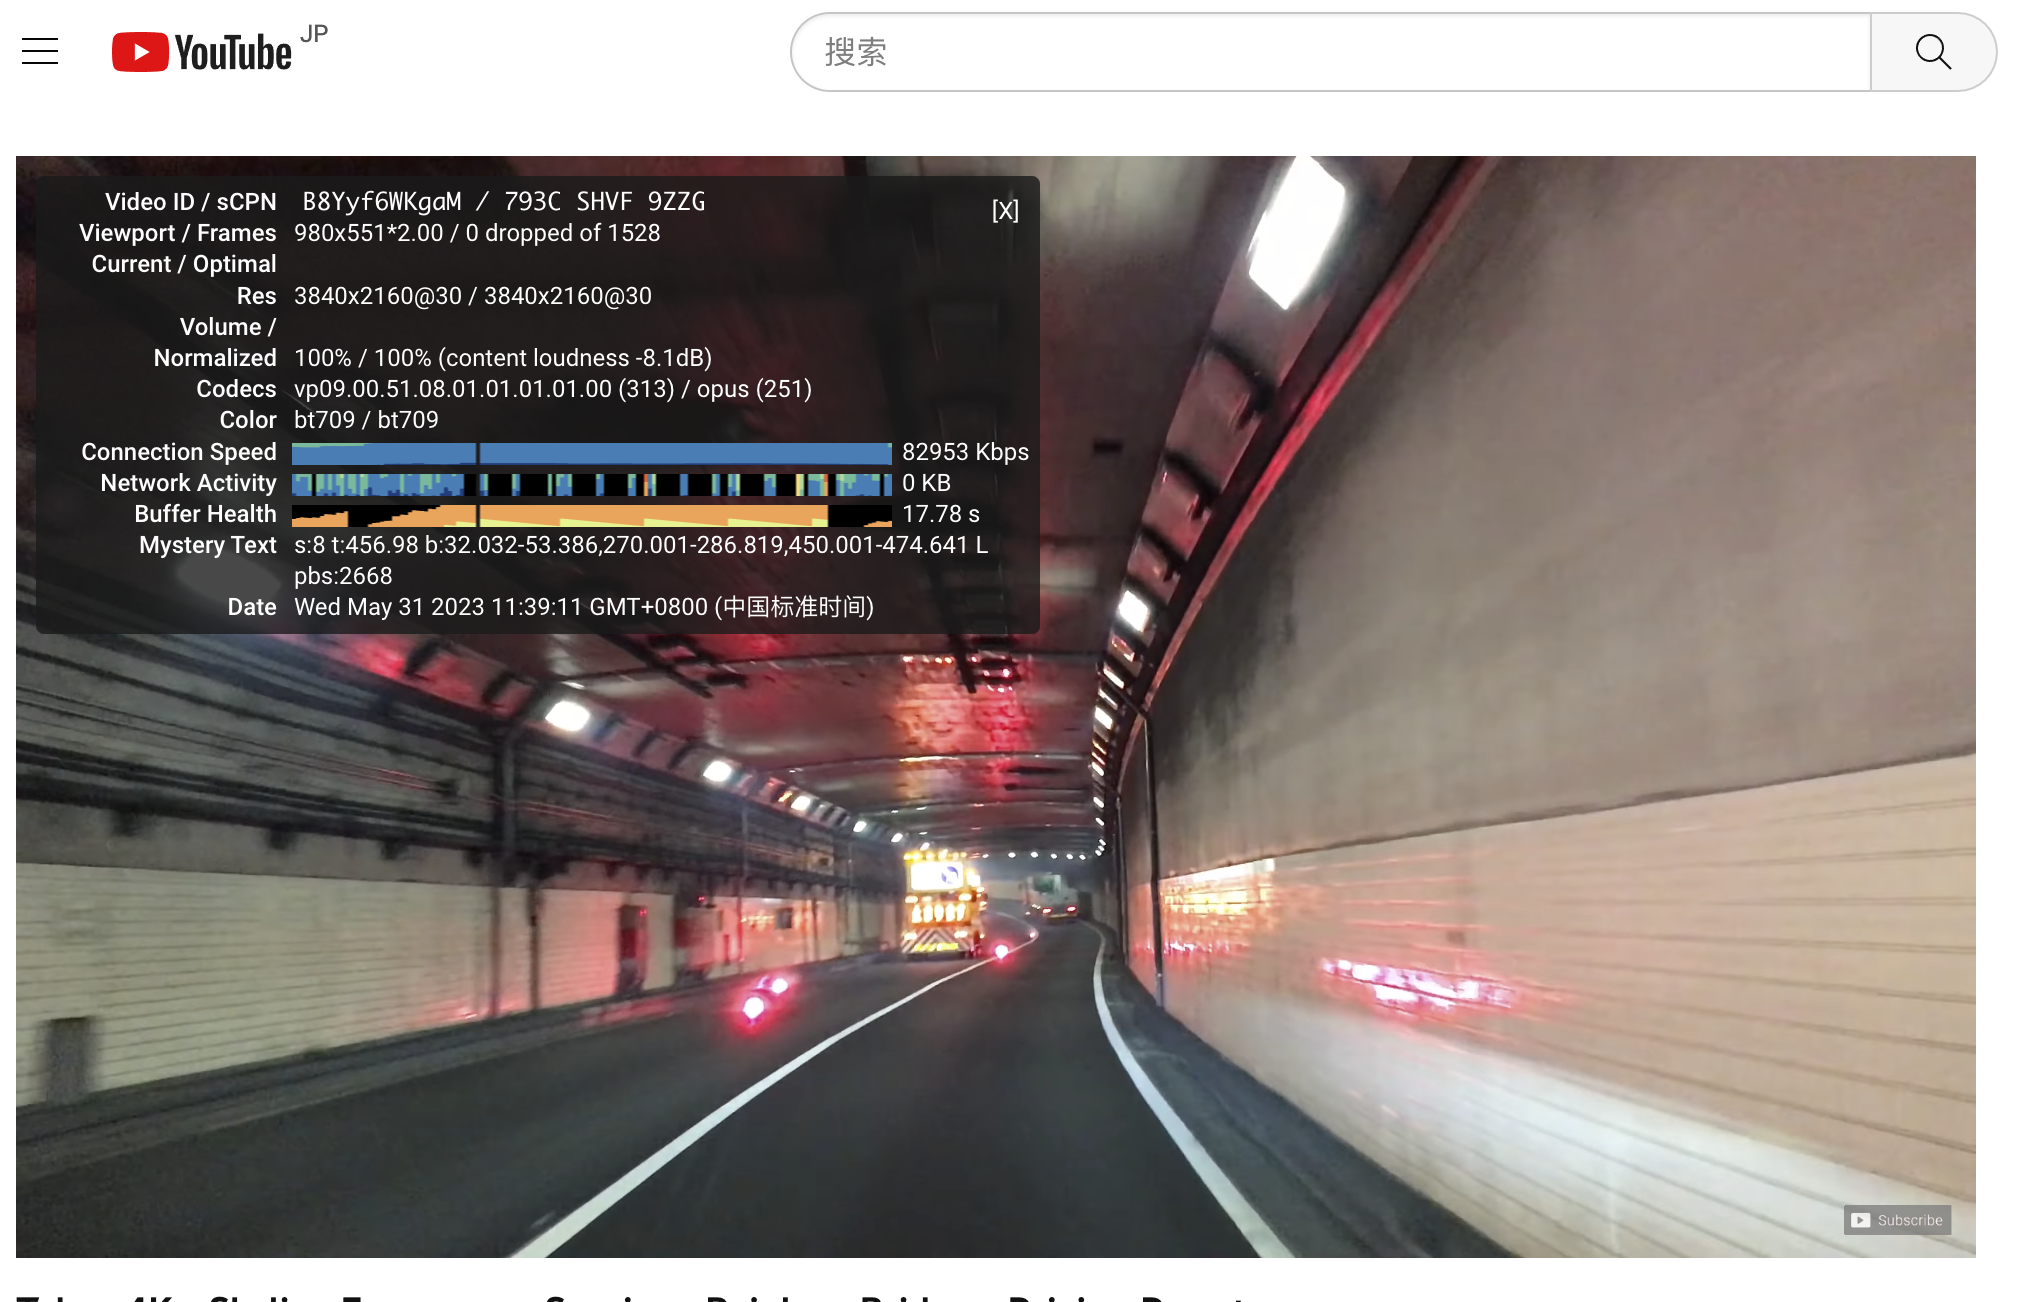 YouTube JP
搜索
Video ID / sCPN B8Yyf6WKgaM / 793C SHVF 9ZZG [X]
Viewport / Frames 980x551*2.00 / 0 dropped of 1528
Current / Optimal
Res 3840x2160@30 / 3840x2160@30
Volume /
Normalized 100% / 100% (content loudness -8.1dB)
Codecs vp09.00.51.08.01.01.01.01.00 (313) / opus (251)
Color bt709 / bt709
Connection Speed 82953 Kbps
Network Activity 0 KB
Buffer Health 17.78 s
Mystery Text s:8 t:456.98 b:32.032-53.386,270.001-286.819,450.001-474.641 L
pbs:2668
Date Wed May 31 2023 11:39:11 GMT+0800 (中国标准时间)
Subscribe